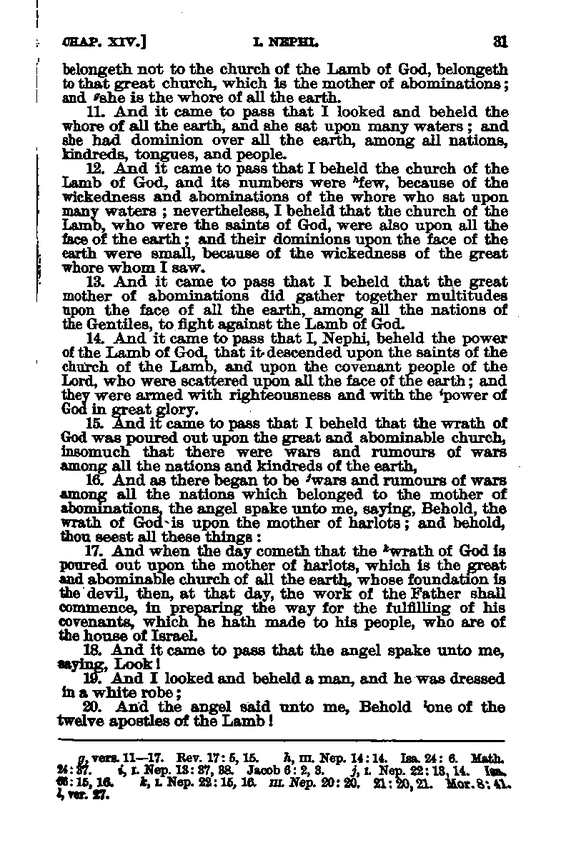 CHAP. XIV.] I. NEPHI. 31
belongeth not to the church of the Lamb of God, belongeth
to that great church, which is the mother of abominations;
and gshe is the whore of all the earth.
11. And it came to pass that I looked and beheld the
whore of all the earth, and she sat upon many waters; and
she had dominion over all the earth, among all nations,
kindreds, tongues, and people.
12. And it came to pass that I beheld the church of the
Lamb of God, and its numbers were hfew, because of the
wickedness and abominations of the whore who sat upon
many waters; nevertheless, I beheld that the church of the
Lamb, who were the saints of God, were also upon all the
face of the earth; and their dominions upon the face of the
earth were small, because of the wickedness of the great
whore whom I saw.
13. And it came to pass that I beheld that the great
mother of abominations did gather together multitudes
upon the face of all the earth, among all the nations of
the Gentiles, to fight against the Lamb of God.
14. And it came to pass that I, Nephi, beheld the power
of the Lamb of God, that it descended upon the saints of the
church of the Lamb, and upon the covenant people of the
Lord, who were scattered upon all the face of the earth; and
they were armed with righteousness and with the ipower of
God in great glory.
15. And it came to pass that I beheld that the wrath of
God was poured out upon the great and abominable church,
insomuch that there were wars and rumours of wars
among all the nations and kindreds of the earth,
16. And as there began to be jwars and rumours of wars
among all the nations which belonged to the mother of
abominations, the angel spake unto me, saying, Behold, the
wrath of God is upon the mother of harlots; and behold,
thou seest all these things:
17. And when the day cometh that the kwrath of God is
poured out upon the mother of harlots, which is the great
and abominable church of all the earth, whose foundation is
the devil, then, at that day, the work of the Father shall
commence, in preparing the way for the fulfilling of his
covenants, which he hath made to his people, who are of
the house of Israel.
18. And it came to pass that the angel spake unto me,
saying, Look!
19. And I looked and beheld a man, and he was dressed
in a white robe;
20. And the angel said unto me, Behold lone of the
twelve apostles of the Lamb!
g, vers. 11—17. Rev. 17: 5, 15. h, III. Nep. 14: 14. Isa. 24: 6. Math.
24: 37. i, I. Nep. 13: 37, 38. Jacob 6: 2, 3. j, I. Nep. 22: 13, 14. Isa.
66: 15, 16. k, I. Nep. 22: 15, 16. III. Nep. 20: 20. 21: 20, 21. Mor. 8: 41.
l, ver. 27.